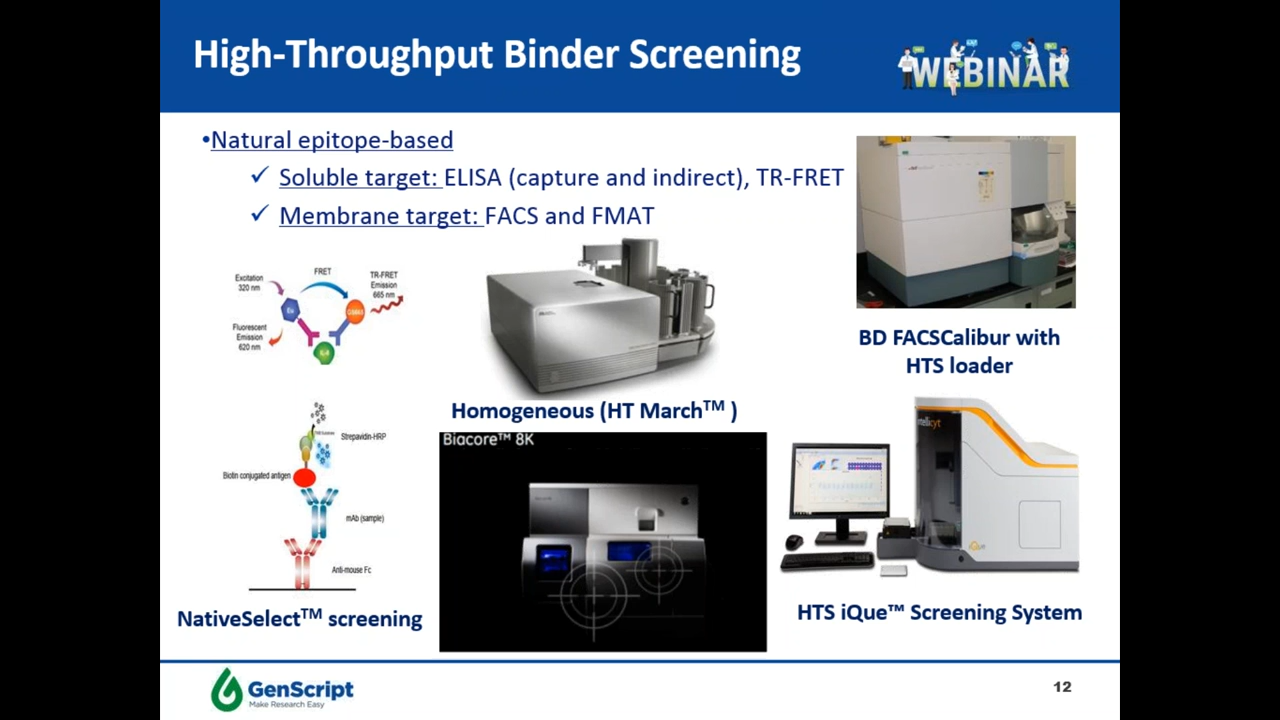 High-Throughput Binder Screening
WEBINAR
•Natural epitope-based
✓ Soluble target: ELISA (capture and indirect), TR-FRET
✓ Membrane target: FACS and FMAT
Excitation
320 nm
FRET
TR-FRET
Emission
665 nm
Eu
Fluorescent
Emission
620 nm
BD FACSCalibur with
HTS loader
Homogeneous (HT March™ )
Biacore™ 8K
Strepavidin-HRP
Biotin conjugated antigen
mAb (sample)
Anti-mouse Fc
NativeSelect™ screening
intellicyt
iQue
HTS iQue™ Screening System
GenScript
Make Research Easy
12